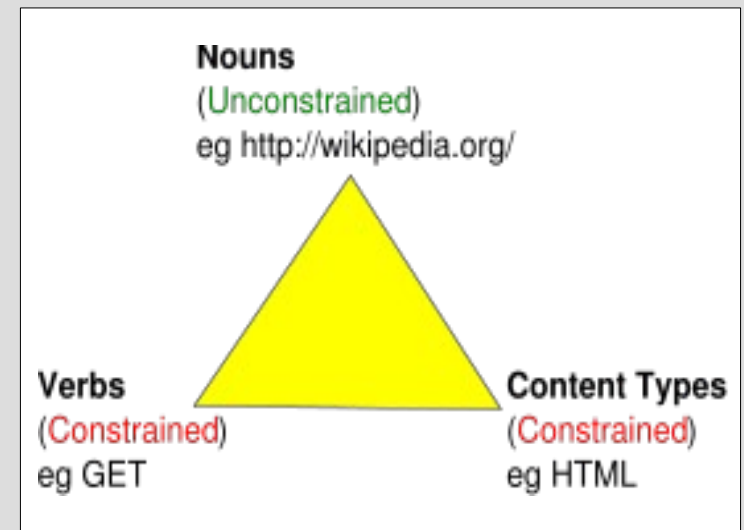 Nouns
(Unconstrained)
eg http://wikipedia.org/
Verbs
(Constrained)
eg GET
Content Types
(Constrained)
eg HTML